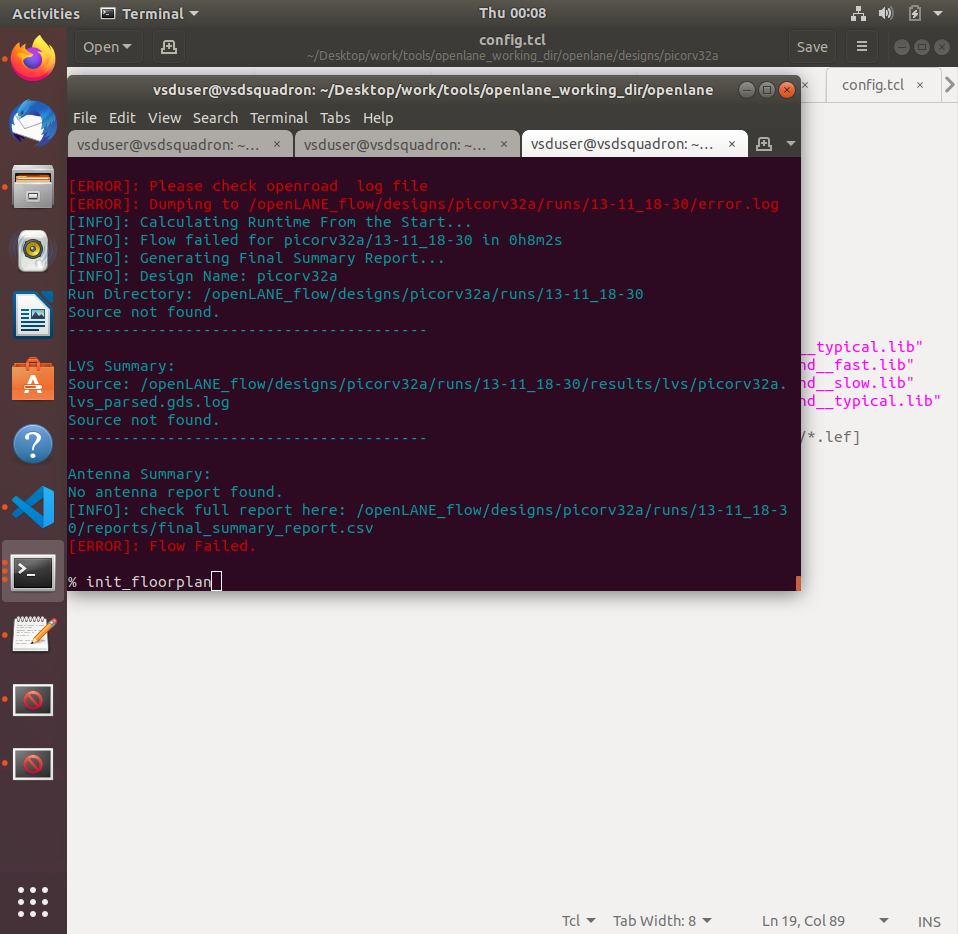 Activities Terminal Thu 00:08
Open config.tcl Save
~/Desktop/work/tools/openlane_working_dir/openlane/designs/picorv32a
config.tcl ×
vsduser@vsdsquadron: ~/Desktop/work/tools/openlane_working_dir/openlane
File Edit View Search Terminal Tabs Help
vsduser@vsdsquadron: ~... × vsduser@vsdsquadron: ~... × vsduser@vsdsquadron: ~... ×
[ERROR]: Please check openroad  log file
[ERROR]: Dumping to /openLANE_flow/designs/picorv32a/runs/13-11_18-30/error.log
[INFO]: Calculating Runtime From the Start...
[INFO]: Flow failed for picorv32a/13-11_18-30 in 0h8m2s
[INFO]: Generating Final Summary Report...
[INFO]: Design Name: picorv32a
Run Directory: /openLANE_flow/designs/picorv32a/runs/13-11_18-30
Source not found.
----------------------------------------
LVS Summary:
Source: /openLANE_flow/designs/picorv32a/runs/13-11_18-30/results/lvs/picorv32a.
lvs_parsed.gds.log
Source not found.
----------------------------------------
Antenna Summary:
No antenna report found.
[INFO]: check full report here: /openLANE_flow/designs/picorv32a/runs/13-11_18-3
0/reports/final_summary_report.csv
[ERROR]: Flow Failed.
% init_floorplan
__typical.lib"
nd__fast.lib"
nd__slow.lib"
nd__typical.lib"
/*.lef]
Tcl Tab Width: 8 Ln 19, Col 89 INS